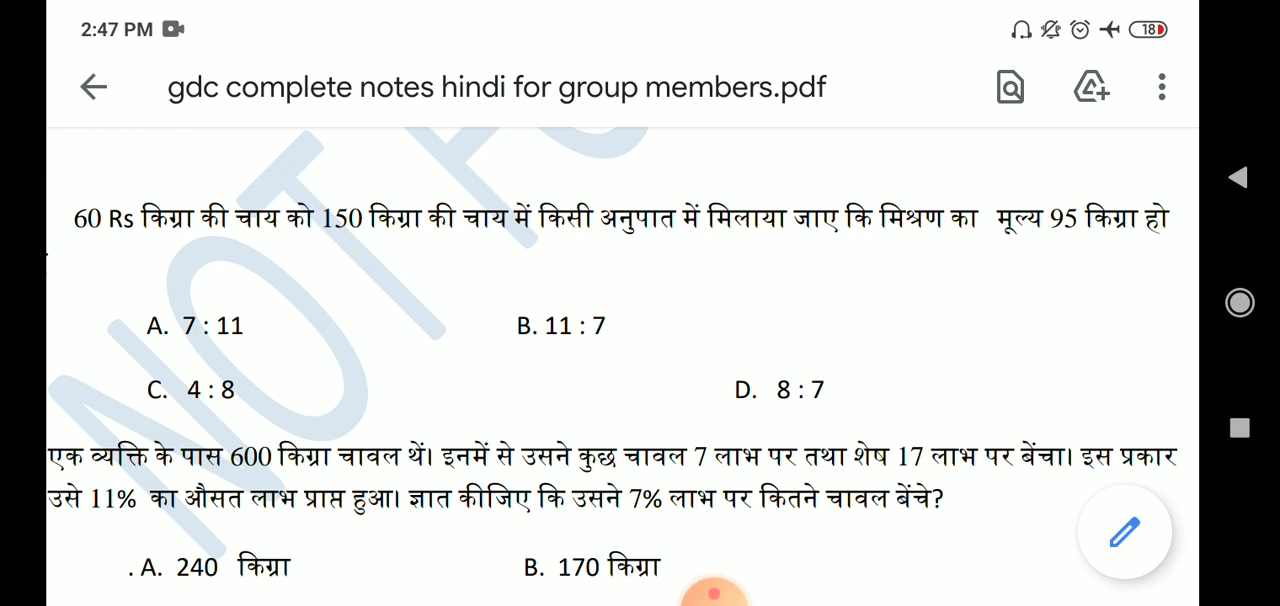 2:47 PM
18
gdc complete notes hindi for group members.pdf
NOT FO
60 Rs किग्रा की चाय को 150 किग्रा की चाय में किसी अनुपात में मिलाया जाए कि मिश्रण का मूल्य 95 किग्रा हो
A. 7 : 11 B. 11 : 7
C. 4 : 8 D. 8 : 7
एक व्यक्ति के पास 600 किग्रा चावल थें। इनमें से उसने कुछ चावल 7 लाभ पर तथा शेष 17 लाभ पर बेंचा। इस प्रकार
उसे 11% का औसत लाभ प्राप्त हुआ। ज्ञात कीजिए कि उसने 7% लाभ पर कितने चावल बेंचे?
. A. 240 किग्रा B. 170 किग्रा